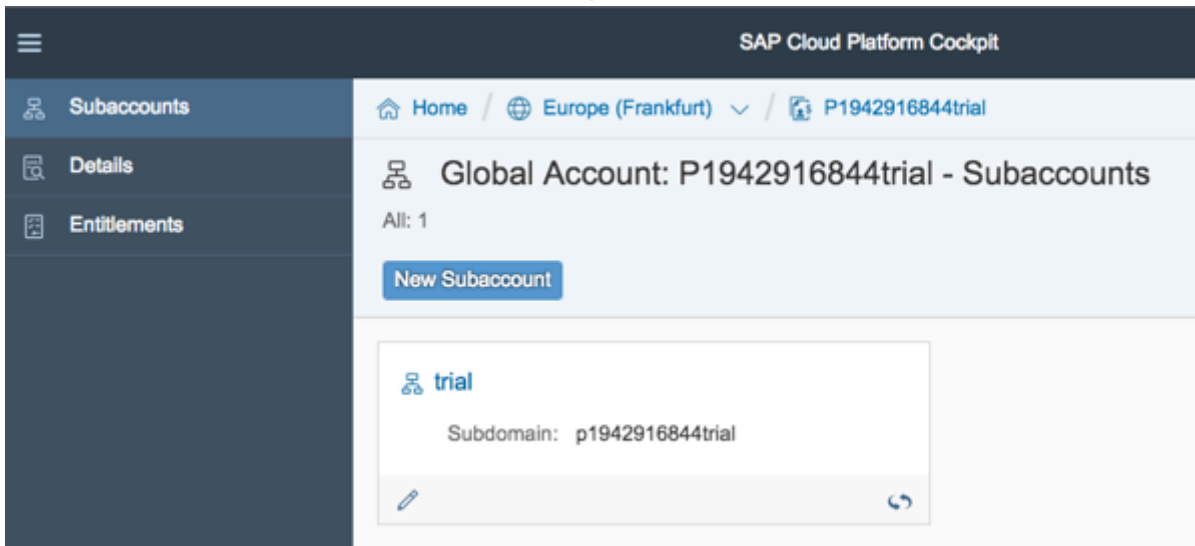 SAP Cloud Platform Cockpit
Subaccounts
Details
Entitlements
Home / Europe (Frankfurt) / P1942916844trial
Global Account: P1942916844trial - Subaccounts
All: 1
New Subaccount
trial
Subdomain: p1942916844trial